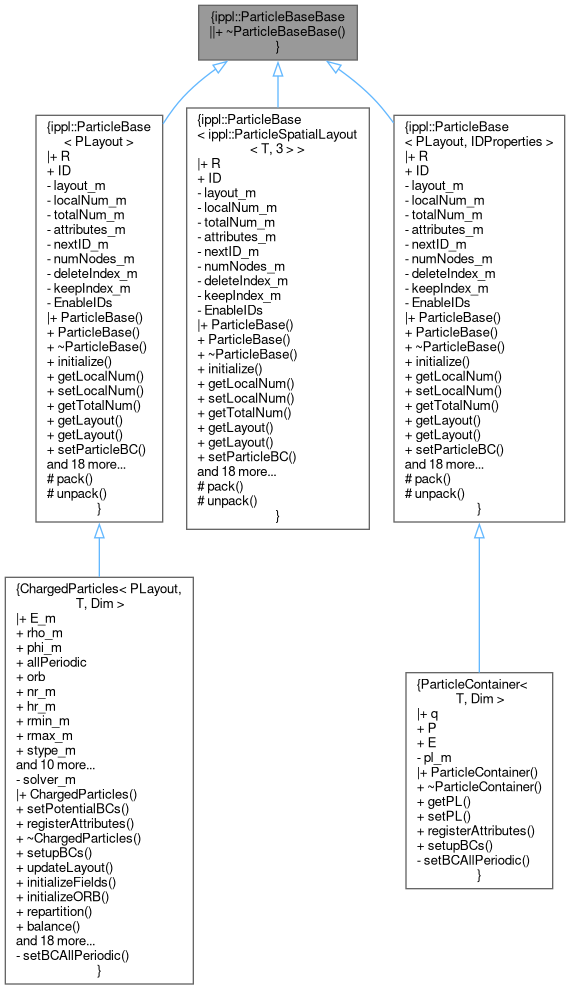 {ippl::ParticleBaseBase
||+ ~ParticleBaseBase()
}
{ippl::ParticleBase
< PLayout >
|+ R
+ ID
- layout_m
- localNum_m
- totalNum_m
- attributes_m
- nextID_m
- numNodes_m
- deleteIndex_m
- keepIndex_m
- EnableIDs
|+ ParticleBase()
+ ParticleBase()
+ ~ParticleBase()
+ initialize()
+ getLocalNum()
+ setLocalNum()
+ getTotalNum()
+ getLayout()
+ getLayout()
+ setParticleBC()
and 18 more...
# pack()
# unpack()
}
{ippl::ParticleBase
< ippl::ParticleSpatialLayout
< T, 3 > >
|+ R
+ ID
- layout_m
- localNum_m
- totalNum_m
- attributes_m
- nextID_m
- numNodes_m
- deleteIndex_m
- keepIndex_m
- EnableIDs
|+ ParticleBase()
+ ParticleBase()
+ ~ParticleBase()
+ initialize()
+ getLocalNum()
+ setLocalNum()
+ getTotalNum()
+ getLayout()
+ getLayout()
+ setParticleBC()
and 18 more...
# pack()
# unpack()
}
{ippl::ParticleBase
< PLayout, IDProperties >
|+ R
+ ID
- layout_m
- localNum_m
- totalNum_m
- attributes_m
- nextID_m
- numNodes_m
- deleteIndex_m
- keepIndex_m
- EnableIDs
|+ ParticleBase()
+ ParticleBase()
+ ~ParticleBase()
+ initialize()
+ getLocalNum()
+ setLocalNum()
+ getTotalNum()
+ getLayout()
+ getLayout()
+ setParticleBC()
and 18 more...
# pack()
# unpack()
}
{ChargedParticles< PLayout,
T, Dim >
|+ E_m
+ rho_m
+ phi_m
+ allPeriodic
+ orb
+ nr_m
+ hr_m
+ rmin_m
+ rmax_m
+ stype_m
and 10 more...
- solver_m
|+ ChargedParticles()
+ setPotentialBCs()
+ registerAttributes()
+ ~ChargedParticles()
+ setupBCs()
+ updateLayout()
+ initializeFields()
+ initializeORB()
+ repartition()
+ balance()
and 18 more...
- setBCAllPeriodic()
}
{ParticleContainer<
T, Dim >
|+ q
+ P
+ E
- pl_m
|+ ParticleContainer()
+ ~ParticleContainer()
+ getPL()
+ setPL()
+ registerAttributes()
+ setupBCs()
- setBCAllPeriodic()
}